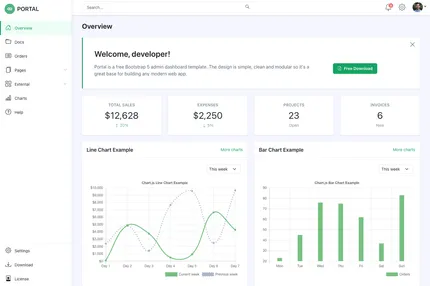 PORTAL
Search...
Overview
Docs
Orders
Pages
External
Charts
Help
Settings
Download
License
Overview
Welcome, developer!
Portal is a free Bootstrap 5 admin dashboard template. The design is simple, clean and modular so it's a
great base for building any modern web app.
Free Download
TOTAL SALES
$12,628
↑ 20%
EXPENSES
$2,250
↓ 5%
PROJECTS
23
Open
INVOICES
6
New
Line Chart Example
More charts
This week
Chart.js Line Chart Example
$10,000
$9,000
$8,000
$7,000
$6,000
$5,000
$4,000
$3,000
$2,000
$1,000
$0
Day 1 Day 2 Day 3 Day 4 Day 5 Day 6 Day 7
Current week Previous week
Bar Chart Example
More charts
This week
Chart.js Bar Chart Example
90
80
70
60
50
40
30
20
Mon Tue Wed Thu Fri Sat Sun
Orders